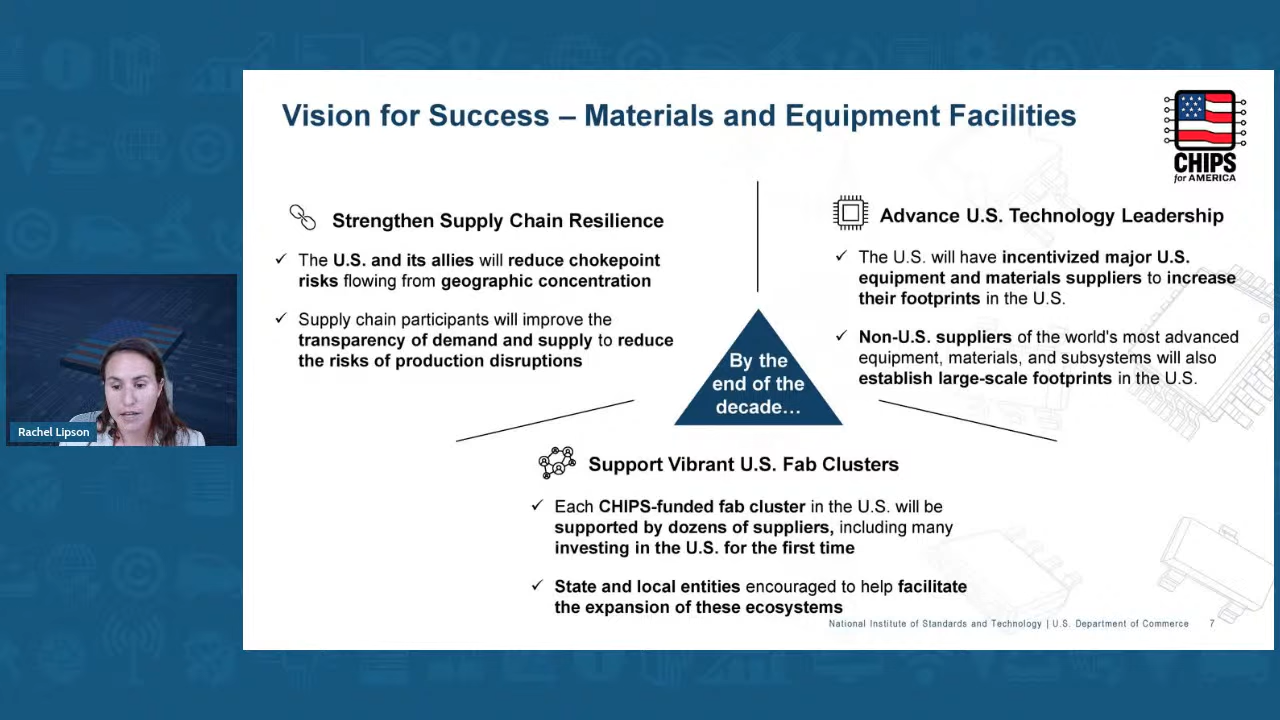 Vision for Success – Materials and Equipment Facilities
CHIPS
for AMERICA
Strengthen Supply Chain Resilience
✓ The U.S. and its allies will reduce chokepoint
risks flowing from geographic concentration
✓ Supply chain participants will improve the
transparency of demand and supply to reduce
the risks of production disruptions
Advance U.S. Technology Leadership
✓ The U.S. will have incentivized major U.S.
equipment and materials suppliers to increase
their footprints in the U.S.
✓ Non-U.S. suppliers of the world's most advanced
equipment, materials, and subsystems will also
establish large-scale footprints in the U.S.
By the
end of the
decade…
Support Vibrant U.S. Fab Clusters
✓ Each CHIPS-funded fab cluster in the U.S. will be
supported by dozens of suppliers, including many
investing in the U.S. for the first time
✓ State and local entities encouraged to help facilitate
the expansion of these ecosystems
National Institute of Standards and Technology | U.S. Department of Commerce 7
Rachel Lipson